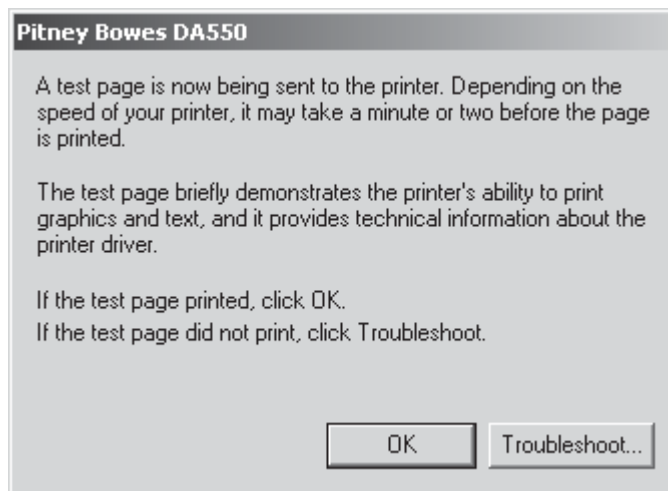 Pitney Bowes DA550
A test page is now being sent to the printer. Depending on the
speed of your printer, it may take a minute or two before the page
is printed.
The test page briefly demonstrates the printer's ability to print
graphics and text, and it provides technical information about the
printer driver.
If the test page printed, click OK.
If the test page did not print, click Troubleshoot.
OK
Troubleshoot...